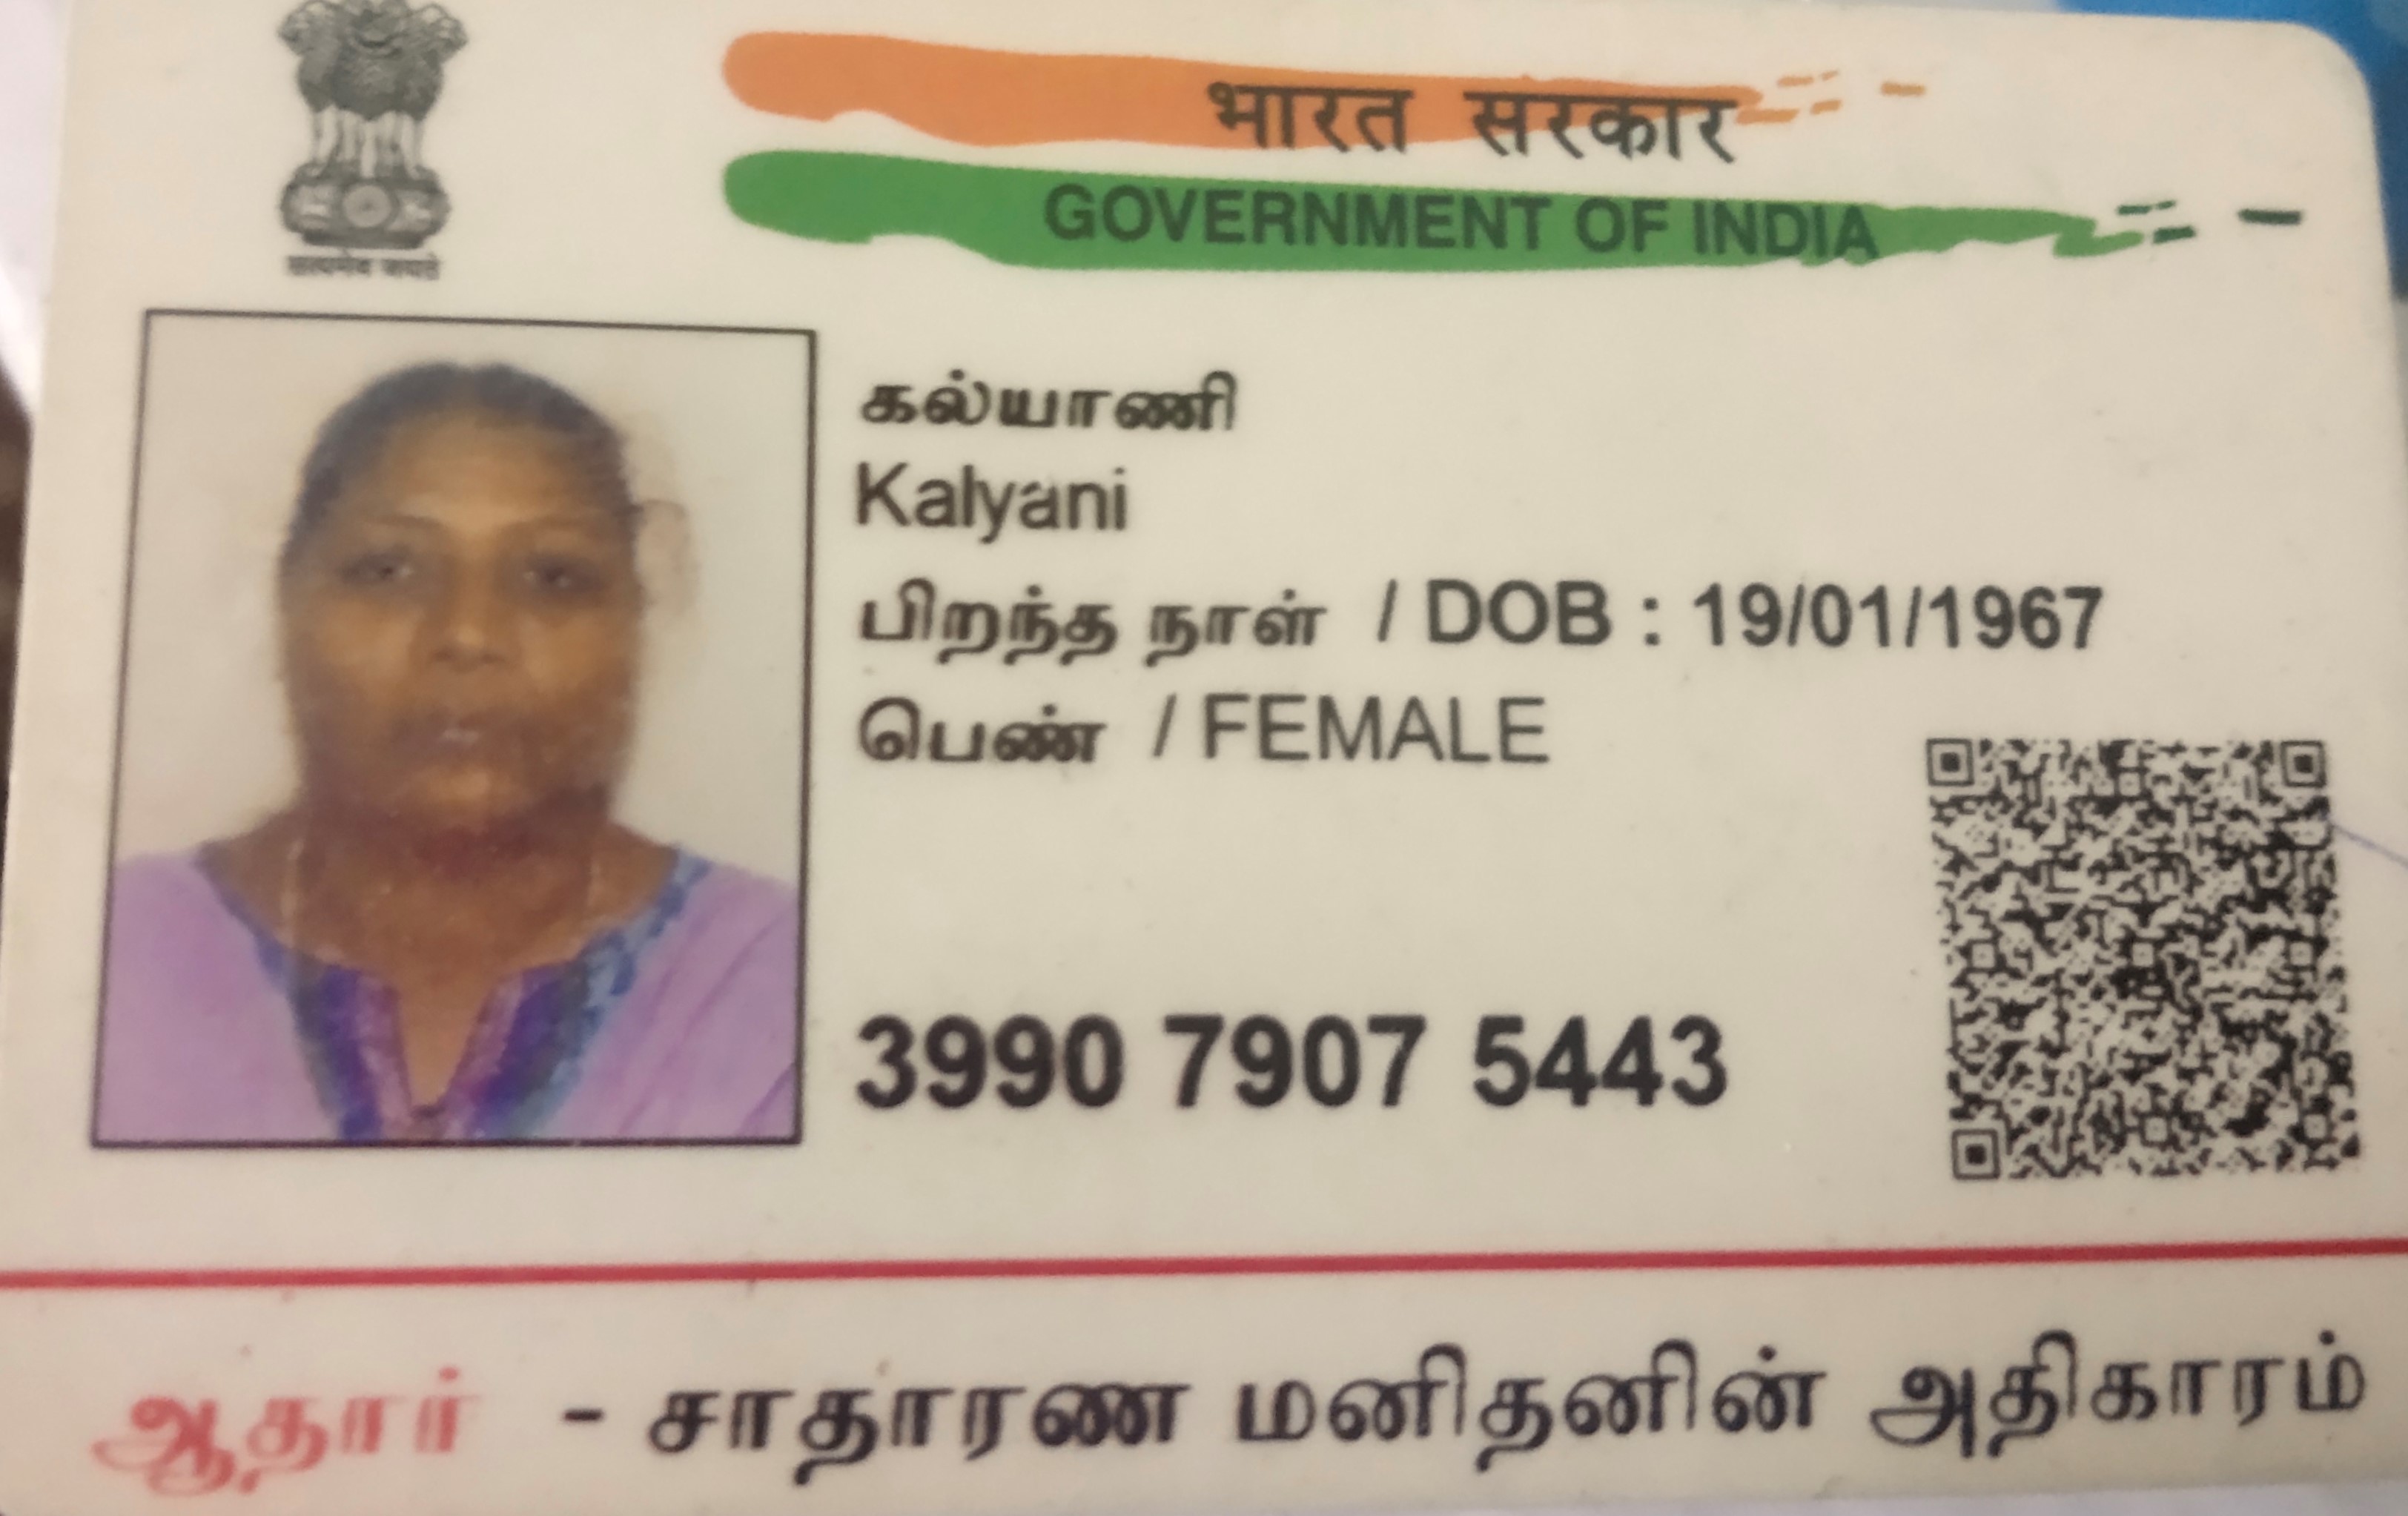 सत्यमेव जयते
भारत सरकार
GOVERNMENT OF INDIA
கல்யாணி
Kalyani
பிறந்த நாள் / DOB : 19/01/1967
பெண் / FEMALE
3990 7907 5443
ஆதார் - சாதாரண மனிதனின் அதிகாரம்